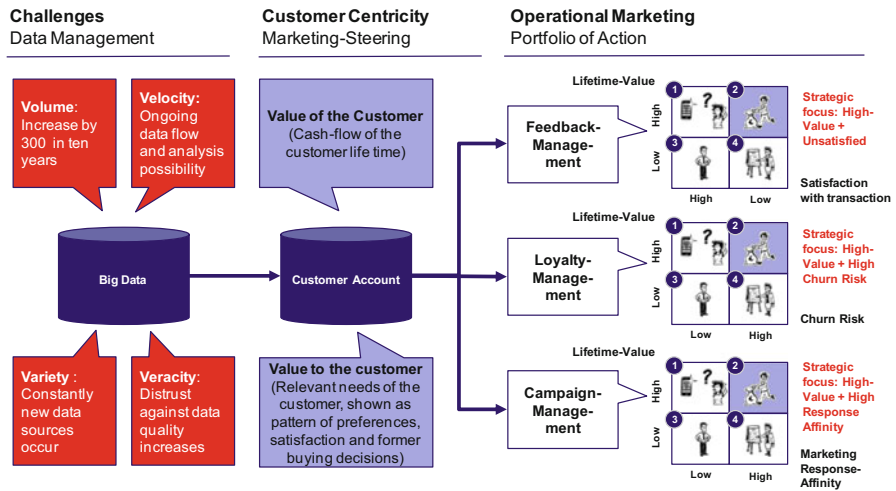 Challenges
Data Management
Customer Centricity
Marketing-Steering
Operational Marketing
Portfolio of Action
Volume:
Increase by
300 in ten
years
Velocity:
Ongoing
data flow
and analysis
possibility
Big Data
Variety :
Constantly
new data
sources
occur
Veracity:
Distrust
against data
quality
increases
Value of the Customer
(Cash-flow of the
customer life time)
Customer Account
Value to the customer
(Relevant needs of the
customer, shown as
pattern of preferences,
satisfaction and former
buying decisions)
Feedback-
Manage-
ment
Lifetime-Value
High
Low
1
2
?
3
4
High
Low
Strategic
focus: High-
Value +
Unsatisfied
Satisfaction
with transaction
Loyalty-
Manage-
ment
Lifetime-Value
High
Low
1
2
?
3
4
Low
High
Strategic
focus: High-
Value + High
Churn Risk
Churn Risk
Campaign-
Manage-
ment
Lifetime-Value
High
Low
1
2
?
3
4
Low
High
Strategic
focus: High-
Value + High
Response
Affinity
Marketing
Response-
Affinity